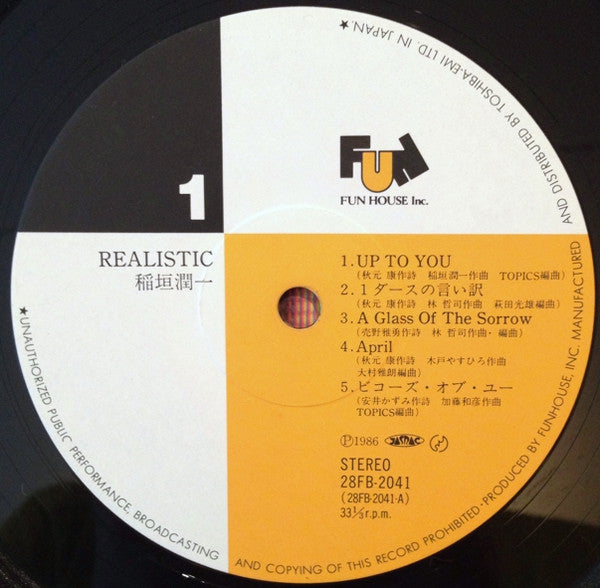 1
FUN
FUN HOUSE Inc.
REALISTIC
稲垣潤一
1. UP TO YOU
(秋元 康作詩 稲垣潤一作曲 TOPICS編曲)
2. 1ダースの言い訳
(秋元 康作詩 林 哲司作曲 萩田光雄編曲)
3. A Glass Of The Sorrow
(売野雅勇作詩 林 哲司作曲・編曲)
4. April
(秋元 康作詩 木戸やすひろ作曲
大村雅朗編曲)
5. ビコーズ・オブ・ユー
(安井かずみ作詩 加藤和彦作曲
TOPICS編曲)
Ⓟ1986 JASRAC
STEREO
28FB-2041
(28FB-2041-A)
33⅓r.p.m.
★UNAUTHORIZED PUBLIC PERFORMANCE, BROADCASTING AND COPYING OF THIS RECORD PROHIBITED・PRODUCED BY FUNHOUSE, INC. MANUFACTURED AND DISTRIBUTED BY TOSHIBA-EMI LTD. IN JAPAN.★